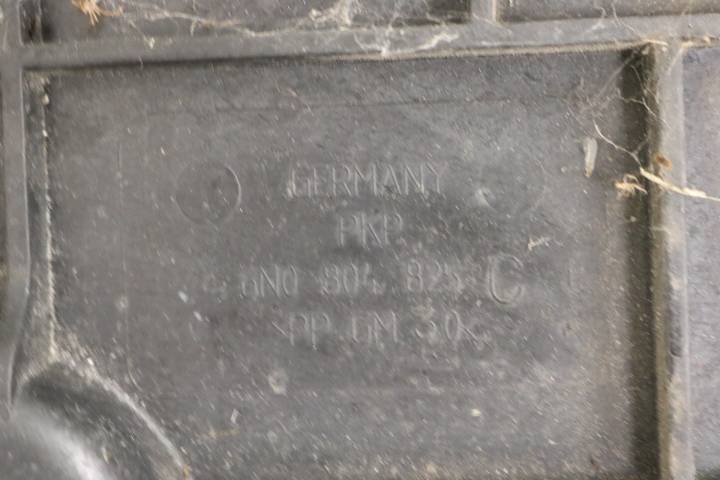 GERMANY
PKP
6N0 804 825 C
>PP GM 30<